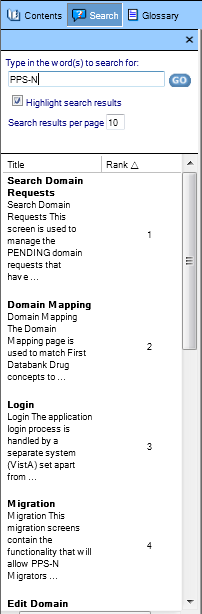 Contents Search Glossary
Type in the word(s) to search for:
PPS-N GO
Highlight search results
Search results per page 10
Title Rank
Search Domain
Requests
Search Domain
Requests This
screen is used to
manage the
PENDING domain
requests that
have ...
1
Domain Mapping
Domain Mapping
The Domain
Mapping page is
used to match First
Databank Drug
concepts to ...
2
Login
Login The application
login process is
handled by a
separate system
(VistA) set apart
from ...
3
Migration
Migration This
migration screens
contain the
functionality that will
allow PPS-N
Migrators ...
4
Edit Domain